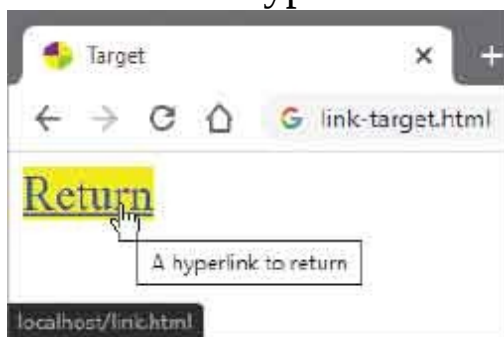 Target
link-target.html
Return
A hyperlink to return
localhost/link.html